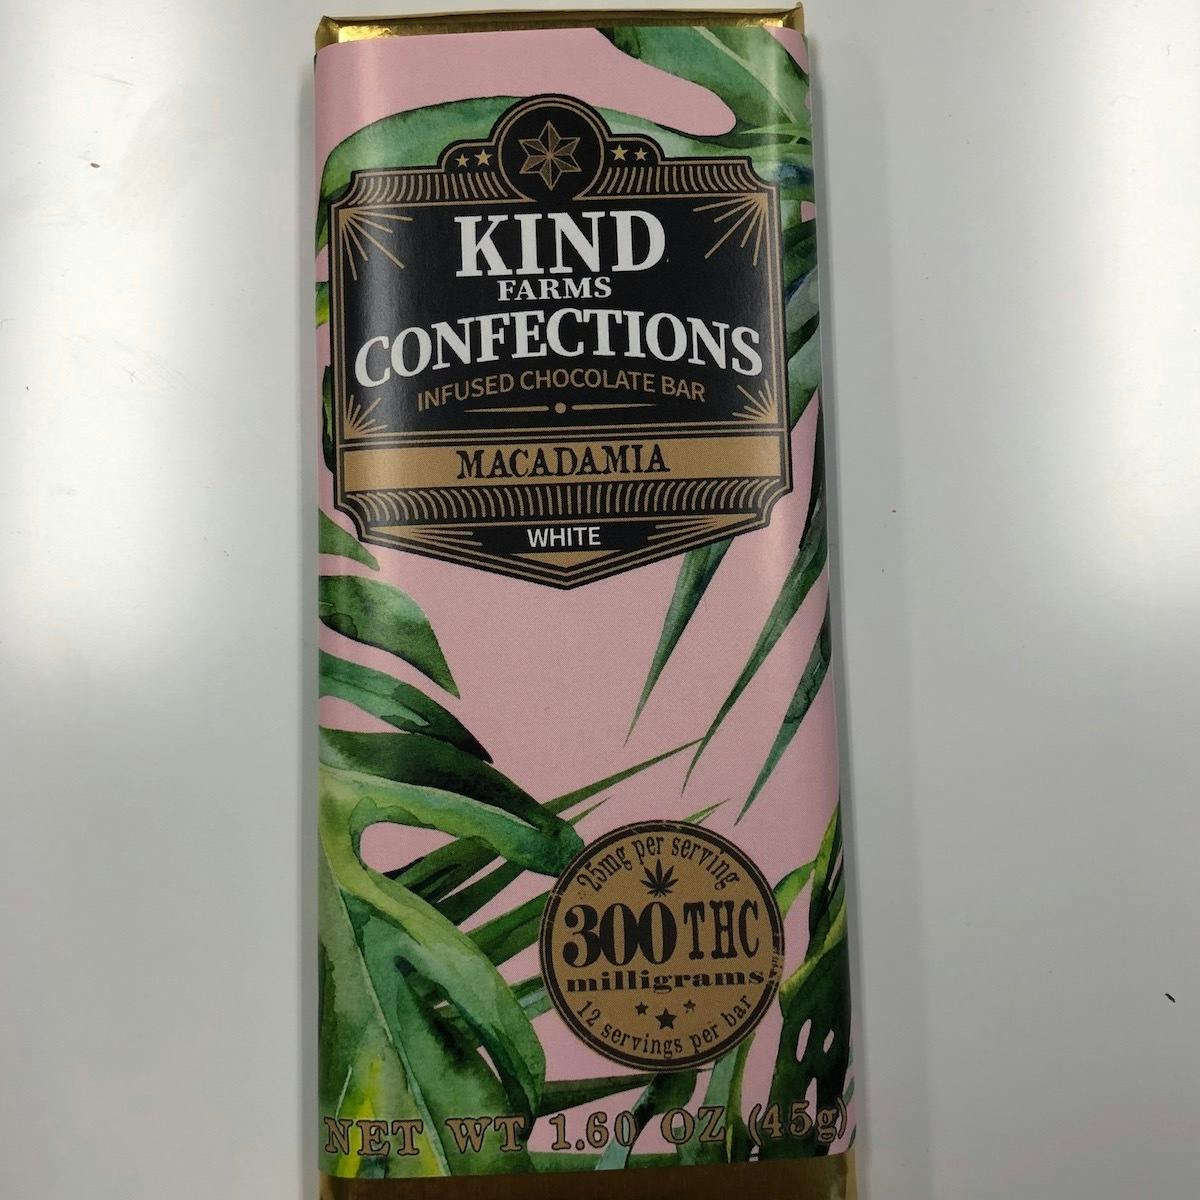 KIND
FARMS
CONFECTIONS
INFUSED CHOCOLATE BAR
MACADAMIA
WHITE
25mg per serving
300 THC
milligrams
12 servings per bar
NET WT 1.60 OZ (45g)